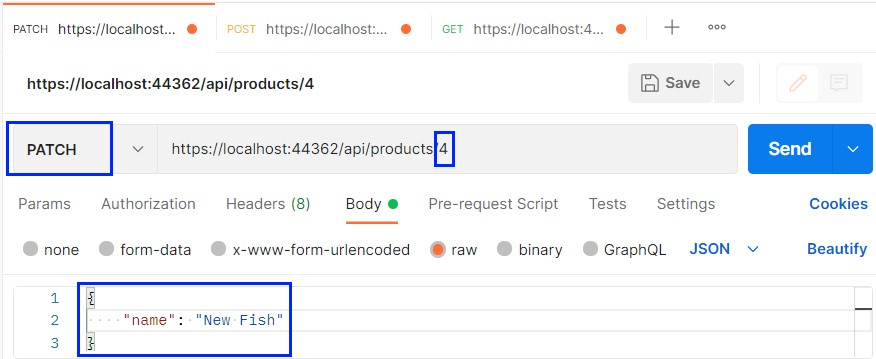 PATCH https://localhost... POST https://localhost... GET https://localhost:4...
https://localhost:44362/api/products/4 Save
PATCH https://localhost:44362/api/products/4 Send
Params Authorization Headers (8) Body Pre-request Script Tests Settings Cookies
none form-data x-www-form-urlencoded raw binary GraphQL JSON Beautify
1 {
2 ····"name":·"New·Fish"
3 }